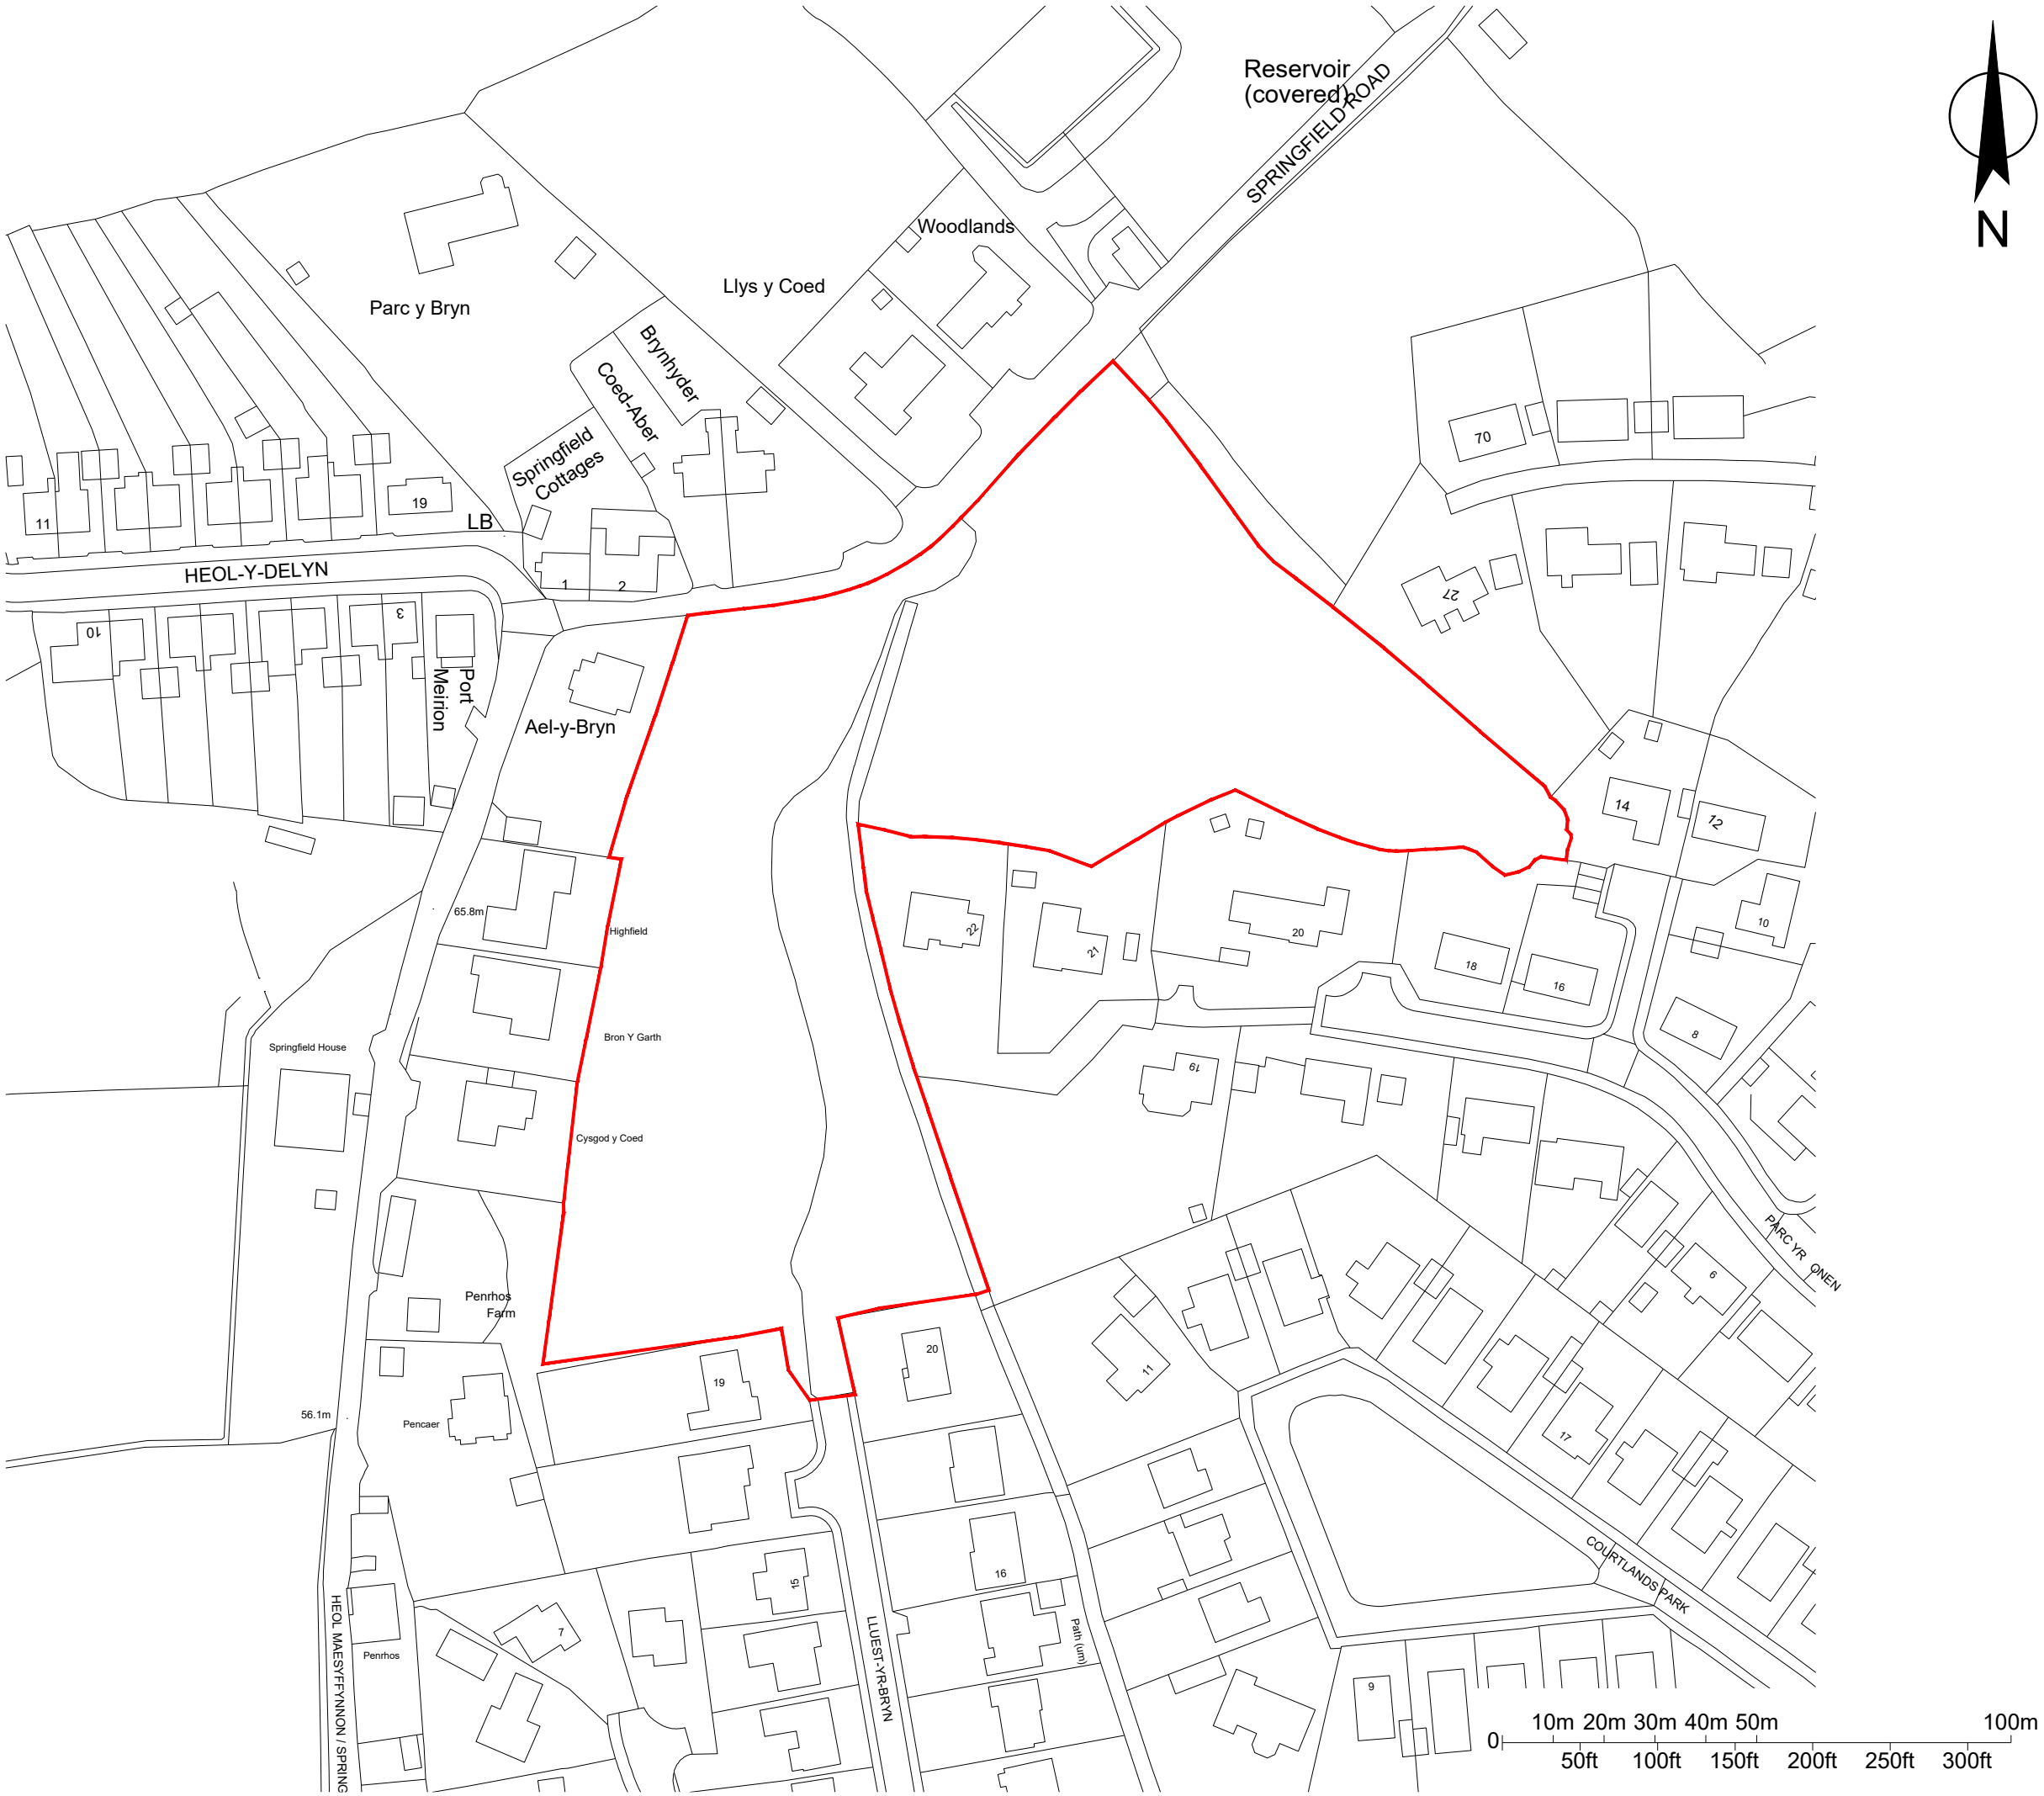 Reservoir
(covered)
SPRINGFIELD ROAD
N
Woodlands
Llys y Coed
Parc y Bryn
Brynhyder
Coed-Aber
Springfield
Cottages
70
19
11
LB
HEOL-Y-DELYN
1
2
27
10
3
Port
Meirion
Ael-y-Bryn
14
12
65.8m
Highfield
22
21
20
18
16
10
8
Springfield House
Bron Y Garth
19
Cysgod y Coed
PARC YR ONEN
6
Penrhos
Farm
20
19
11
56.1m
Pencaer
17
16
15
COURTLANDS PARK
HEOL MAESYFFYNNON / SPRING
7
Penrhos
LLUEST-YR-BRYN
Path (um)
9
10m 20m 30m 40m 50m 100m
0
50ft 100ft 150ft 200ft 250ft 300ft